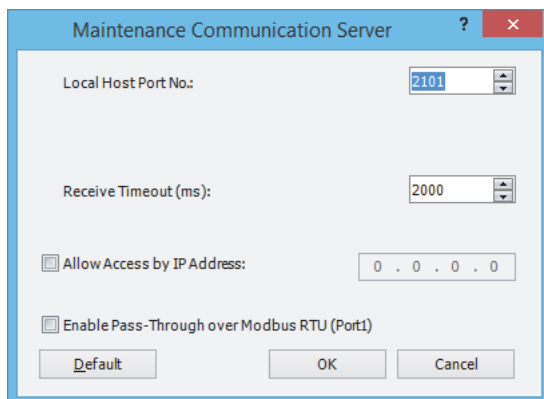 Maintenance Communication Server ? ×
Local Host Port No.: 2101
Receive Timeout (ms): 2000
Allow Access by IP Address: 0 . 0 . 0 . 0
Enable Pass-Through over Modbus RTU (Port1)
Default OK Cancel